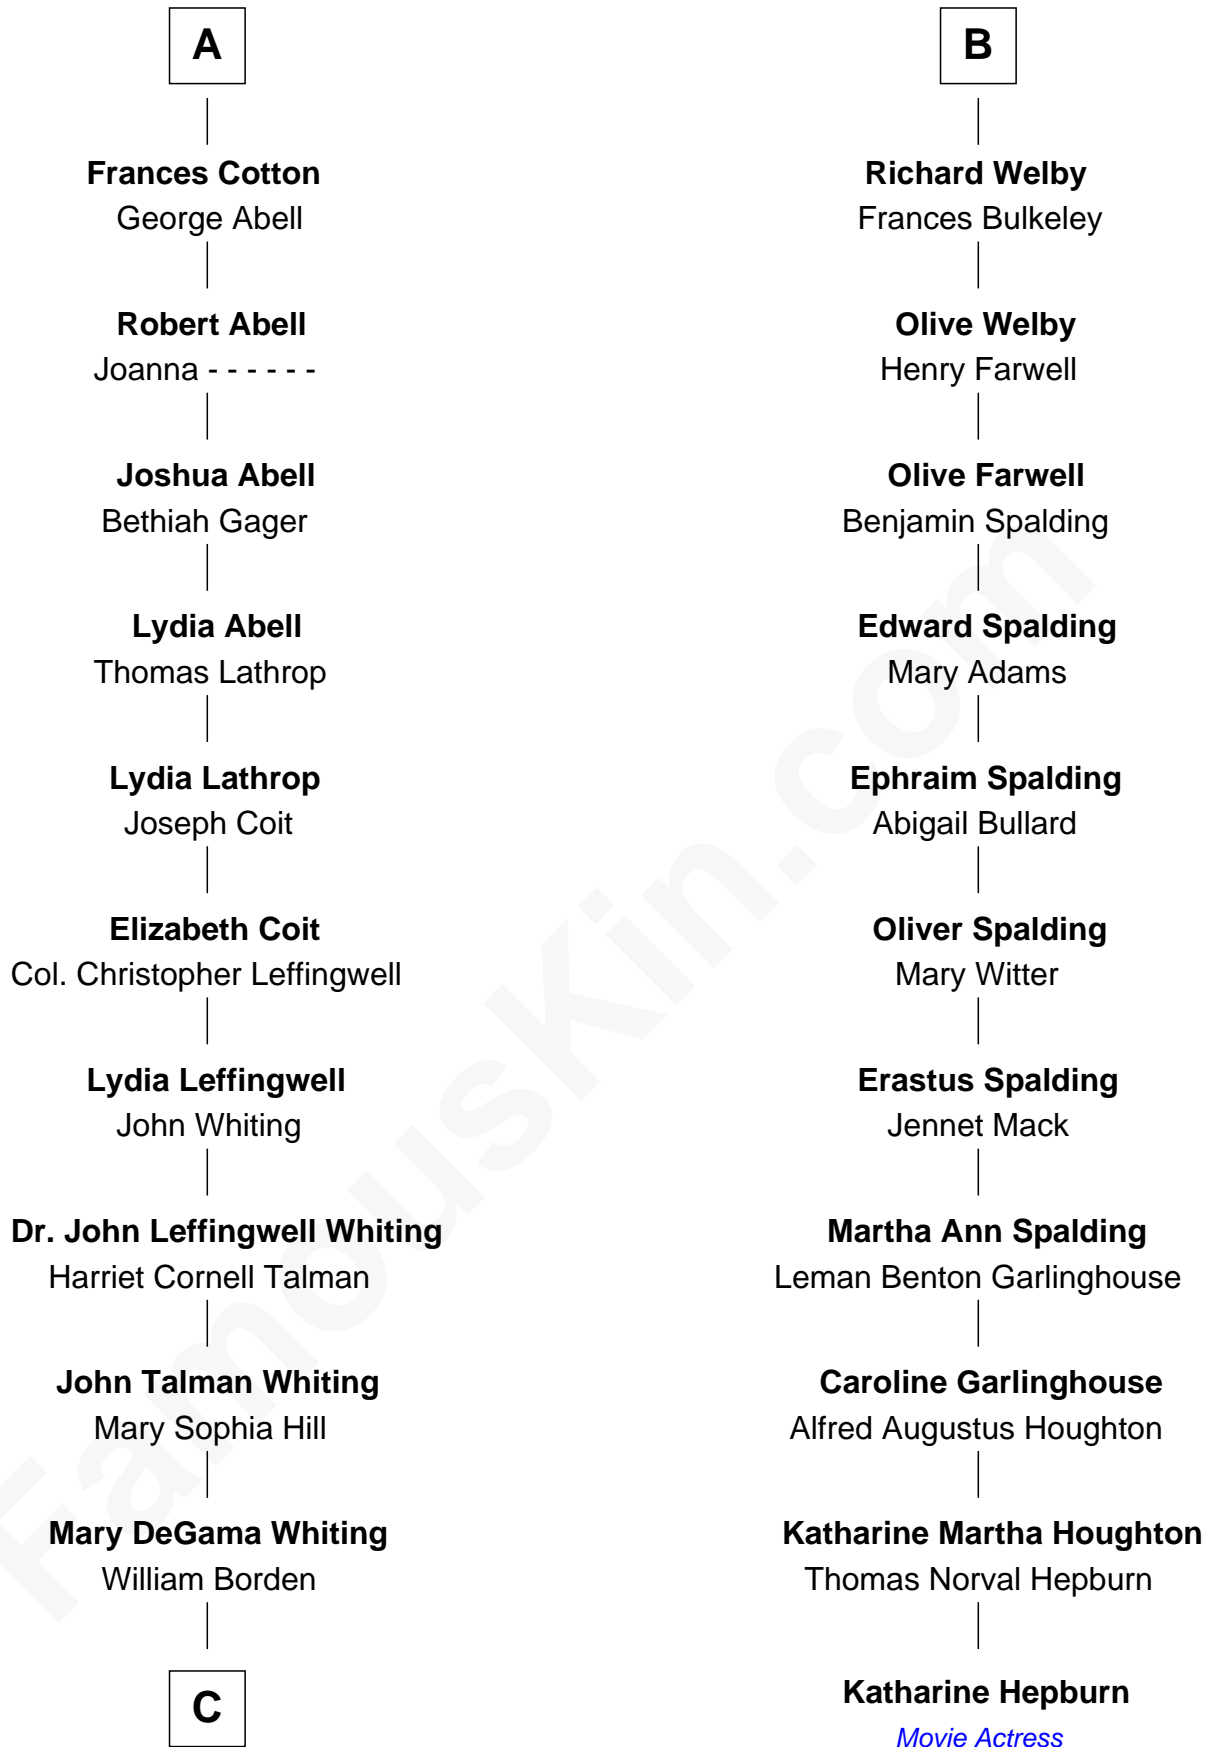 A
Frances Cotton
George Abell
Robert Abell
Joanna - - - - - -
Joshua Abell
Bethiah Gager
Lydia Abell
Thomas Lathrop
Lydia Lathrop
Joseph Coit
Elizabeth Coit
Col. Christopher Leffingwell
Lydia Leffingwell
John Whiting
Dr. John Leffingwell Whiting
Harriet Cornell Talman
John Talman Whiting
Mary Sophia Hill
Mary DeGama Whiting
William Borden
C
B
Richard Welby
Frances Bulkeley
Olive Welby
Henry Farwell
Olive Farwell
Benjamin Spalding
Edward Spalding
Mary Adams
Ephraim Spalding
Abigail Bullard
Oliver Spalding
Mary Witter
Erastus Spalding
Jennet Mack
Martha Ann Spalding
Leman Benton Garlinghouse
Caroline Garlinghouse
Alfred Augustus Houghton
Katharine Martha Houghton
Thomas Norval Hepburn
Katharine Hepburn
Movie Actress
FamousKin.com